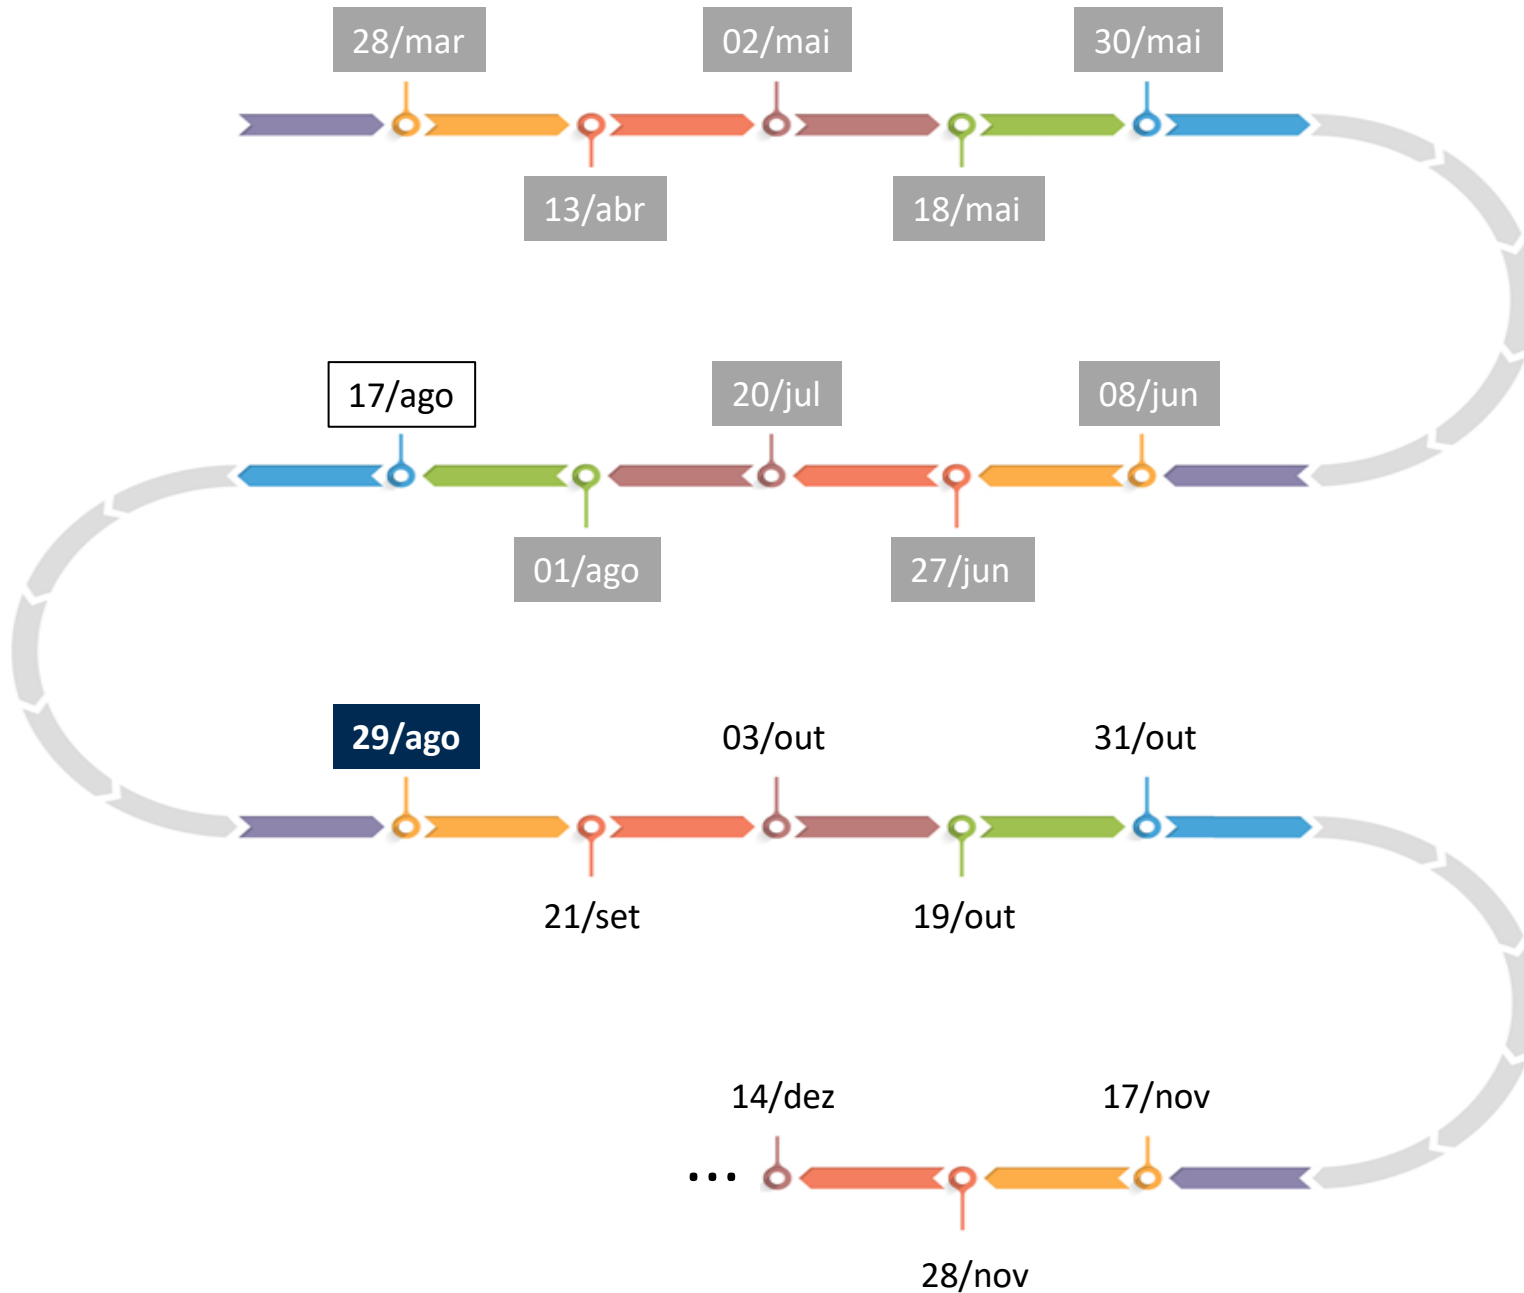 28/mar
02/mai
30/mai
13/abr
18/mai
17/ago
20/jul
08/jun
01/ago
27/jun
29/ago
03/out
31/out
21/set
19/out
14/dez
17/nov
...
28/nov